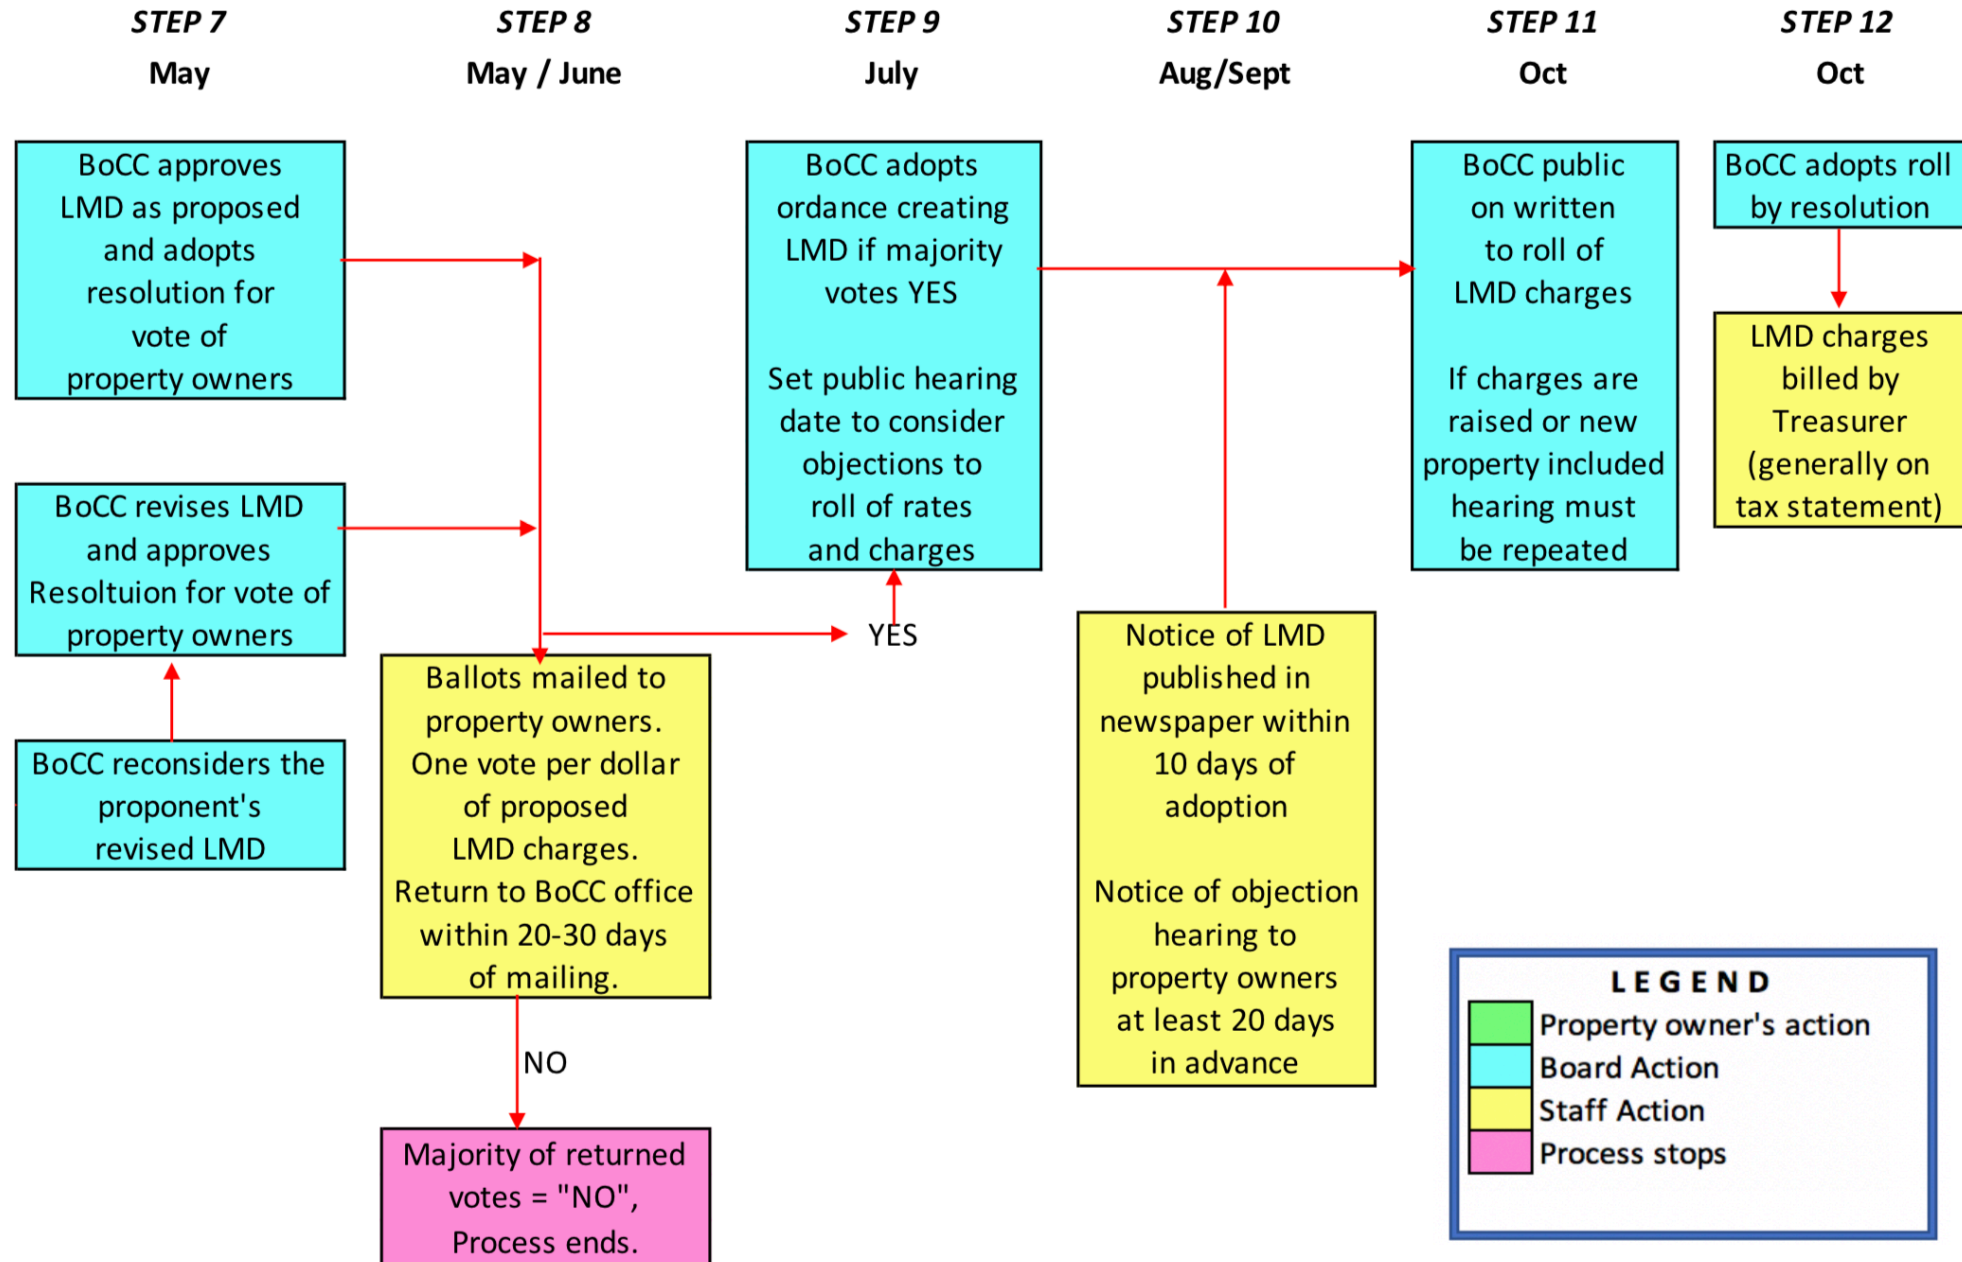 STEP 7
May
STEP 8
May / June
STEP 9
July
STEP 10
Aug/Sept
STEP 11
Oct
STEP 12
Oct
BoCC approves
LMD as proposed
and adopts
resolution for
vote of
property owners
BoCC revises LMD
and approves
Resoltuion for vote of
property owners
BoCC reconsiders the
proponent's
revised LMD
Ballots mailed to
property owners.
One vote per dollar
of proposed
LMD charges.
Return to BoCC office
within 20-30 days
of mailing.
NO
Majority of returned
votes = "NO",
Process ends.
YES
BoCC adopts
ordance creating
LMD if majority
votes YES
Set public hearing
date to consider
objections to
roll of rates
and charges
Notice of LMD
published in
newspaper within
10 days of
adoption
Notice of objection
hearing to
property owners
at least 20 days
in advance
BoCC public
on written
to roll of
LMD charges
If charges are
raised or new
property included
hearing must
be repeated
BoCC adopts roll
by resolution
LMD charges
billed by
Treasurer
(generally on
tax statement)
LEGEND
Property owner's action
Board Action
Staff Action
Process stops